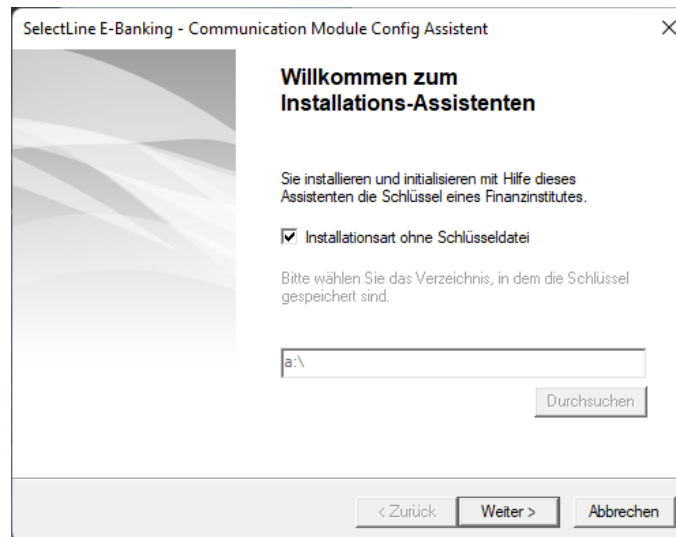 SelectLine E-Banking - Communication Module Config Assistent
Willkommen zum
Installations-Assistenten
Sie installieren und initialisieren mit Hilfe dieses
Assistenten die Schlüssel eines Finanzinstitutes.
Installationsart ohne Schlüsseldatei
Bitte wählen Sie das Verzeichnis, in dem die Schlüssel
gespeichert sind.
a:\
Durchsuchen
< Zurück Weiter > Abbrechen